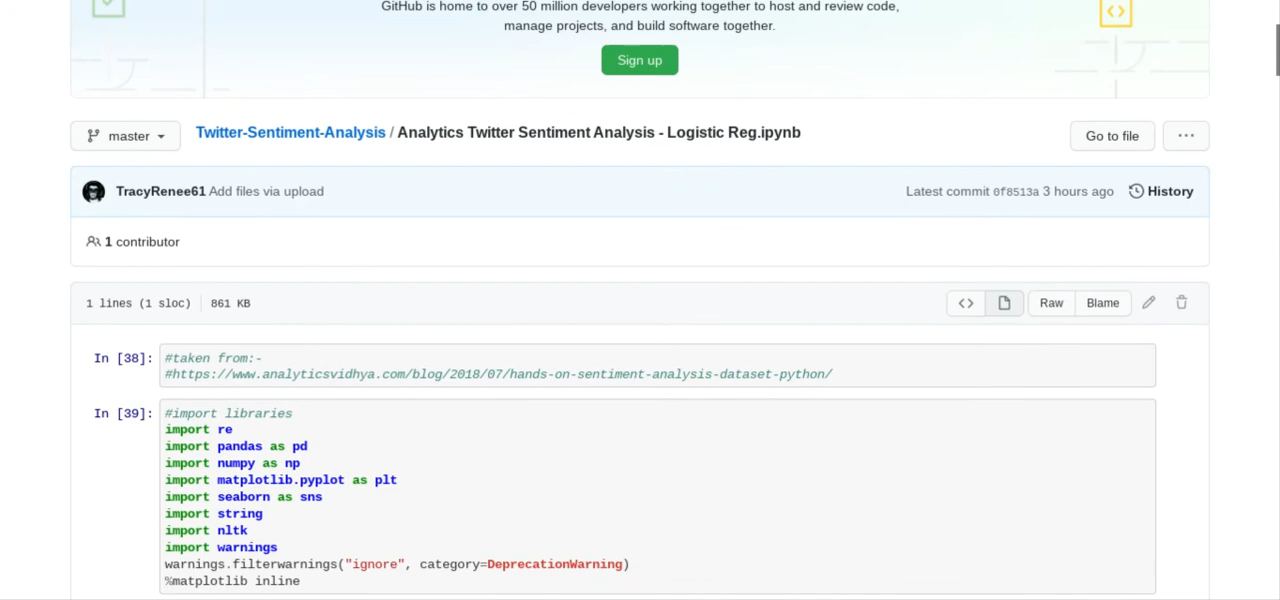 GitHub is home to over 50 million developers working together to host and review code,
manage projects, and build software together.
Sign up
master
Twitter-Sentiment-Analysis / Analytics Twitter Sentiment Analysis - Logistic Reg.ipynb
Go to file
TracyRenee61 Add files via upload
Latest commit 0f8513a 3 hours ago
History
1 contributor
1 lines (1 sloc)
861 KB
Raw
Blame
In [38]:
#taken from:-
#https://www.analyticsvidhya.com/blog/2018/07/hands-on-sentiment-analysis-dataset-python/
In [39]:
#import libraries
import re
import pandas as pd
import numpy as np
import matplotlib.pyplot as plt
import seaborn as sns
import string
import nltk
import warnings
warnings.filterwarnings("ignore", category=DeprecationWarning)
%matplotlib inline